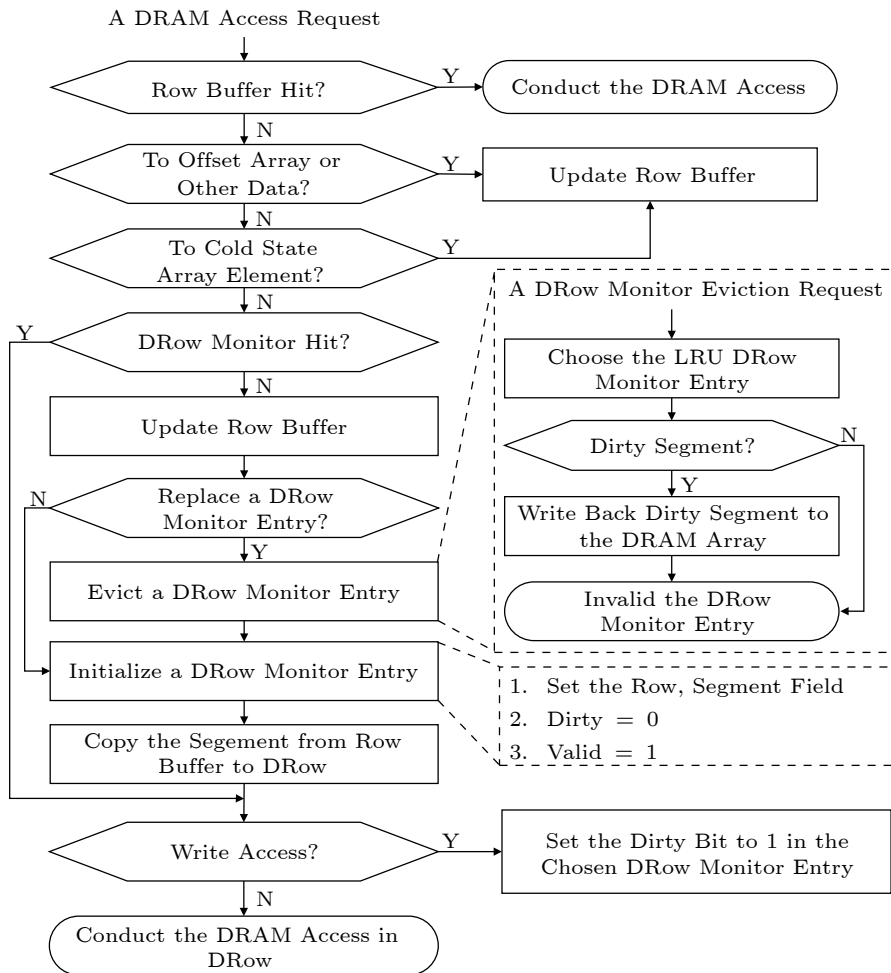 A DRAM Access Request
Row Buffer Hit?
Y
Conduct the DRAM Access
N
To Offset Array or
Other Data?
Y
Update Row Buffer
N
To Cold State
Array Element?
Y
N
Y
DRow Monitor Hit?
N
Update Row Buffer
N
Replace a DRow
Monitor Entry?
Y
Evict a DRow Monitor Entry
Initialize a DRow Monitor Entry
Copy the Segement from Row
Buffer to DRow
Write Access?
Y
Set the Dirty Bit to 1 in the
Chosen DRow Monitor Entry
N
Conduct the DRAM Access in
DRow
A DRow Monitor Eviction Request
Choose the LRU DRow
Monitor Entry
Dirty Segment?
N
Y
Write Back Dirty Segment to
the DRAM Array
Invalid the DRow
Monitor Entry
1. Set the Row, Segment Field
2. Dirty = 0
3. Valid = 1